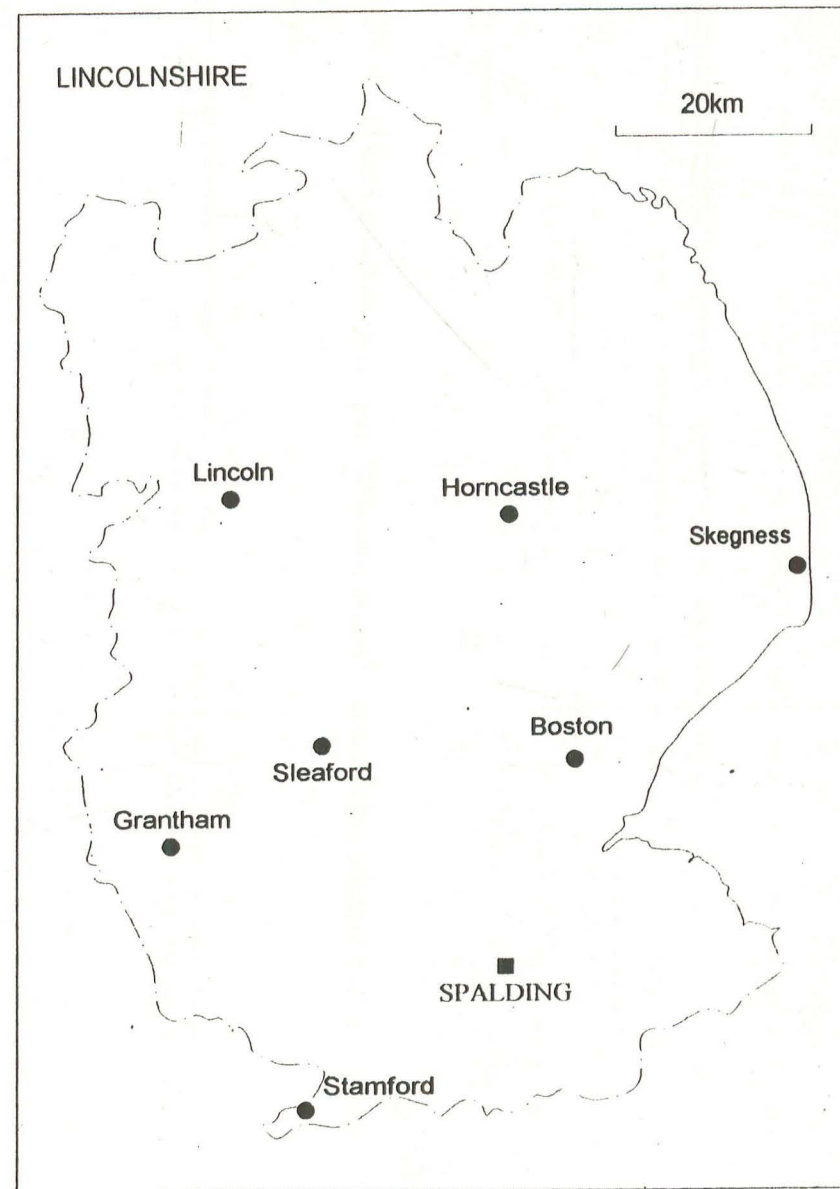 LINCOLNSHIRE
20km
Lincoln
Horncastle
Skegness
Boston
Sleaford
Grantham
SPALDING
Stamford